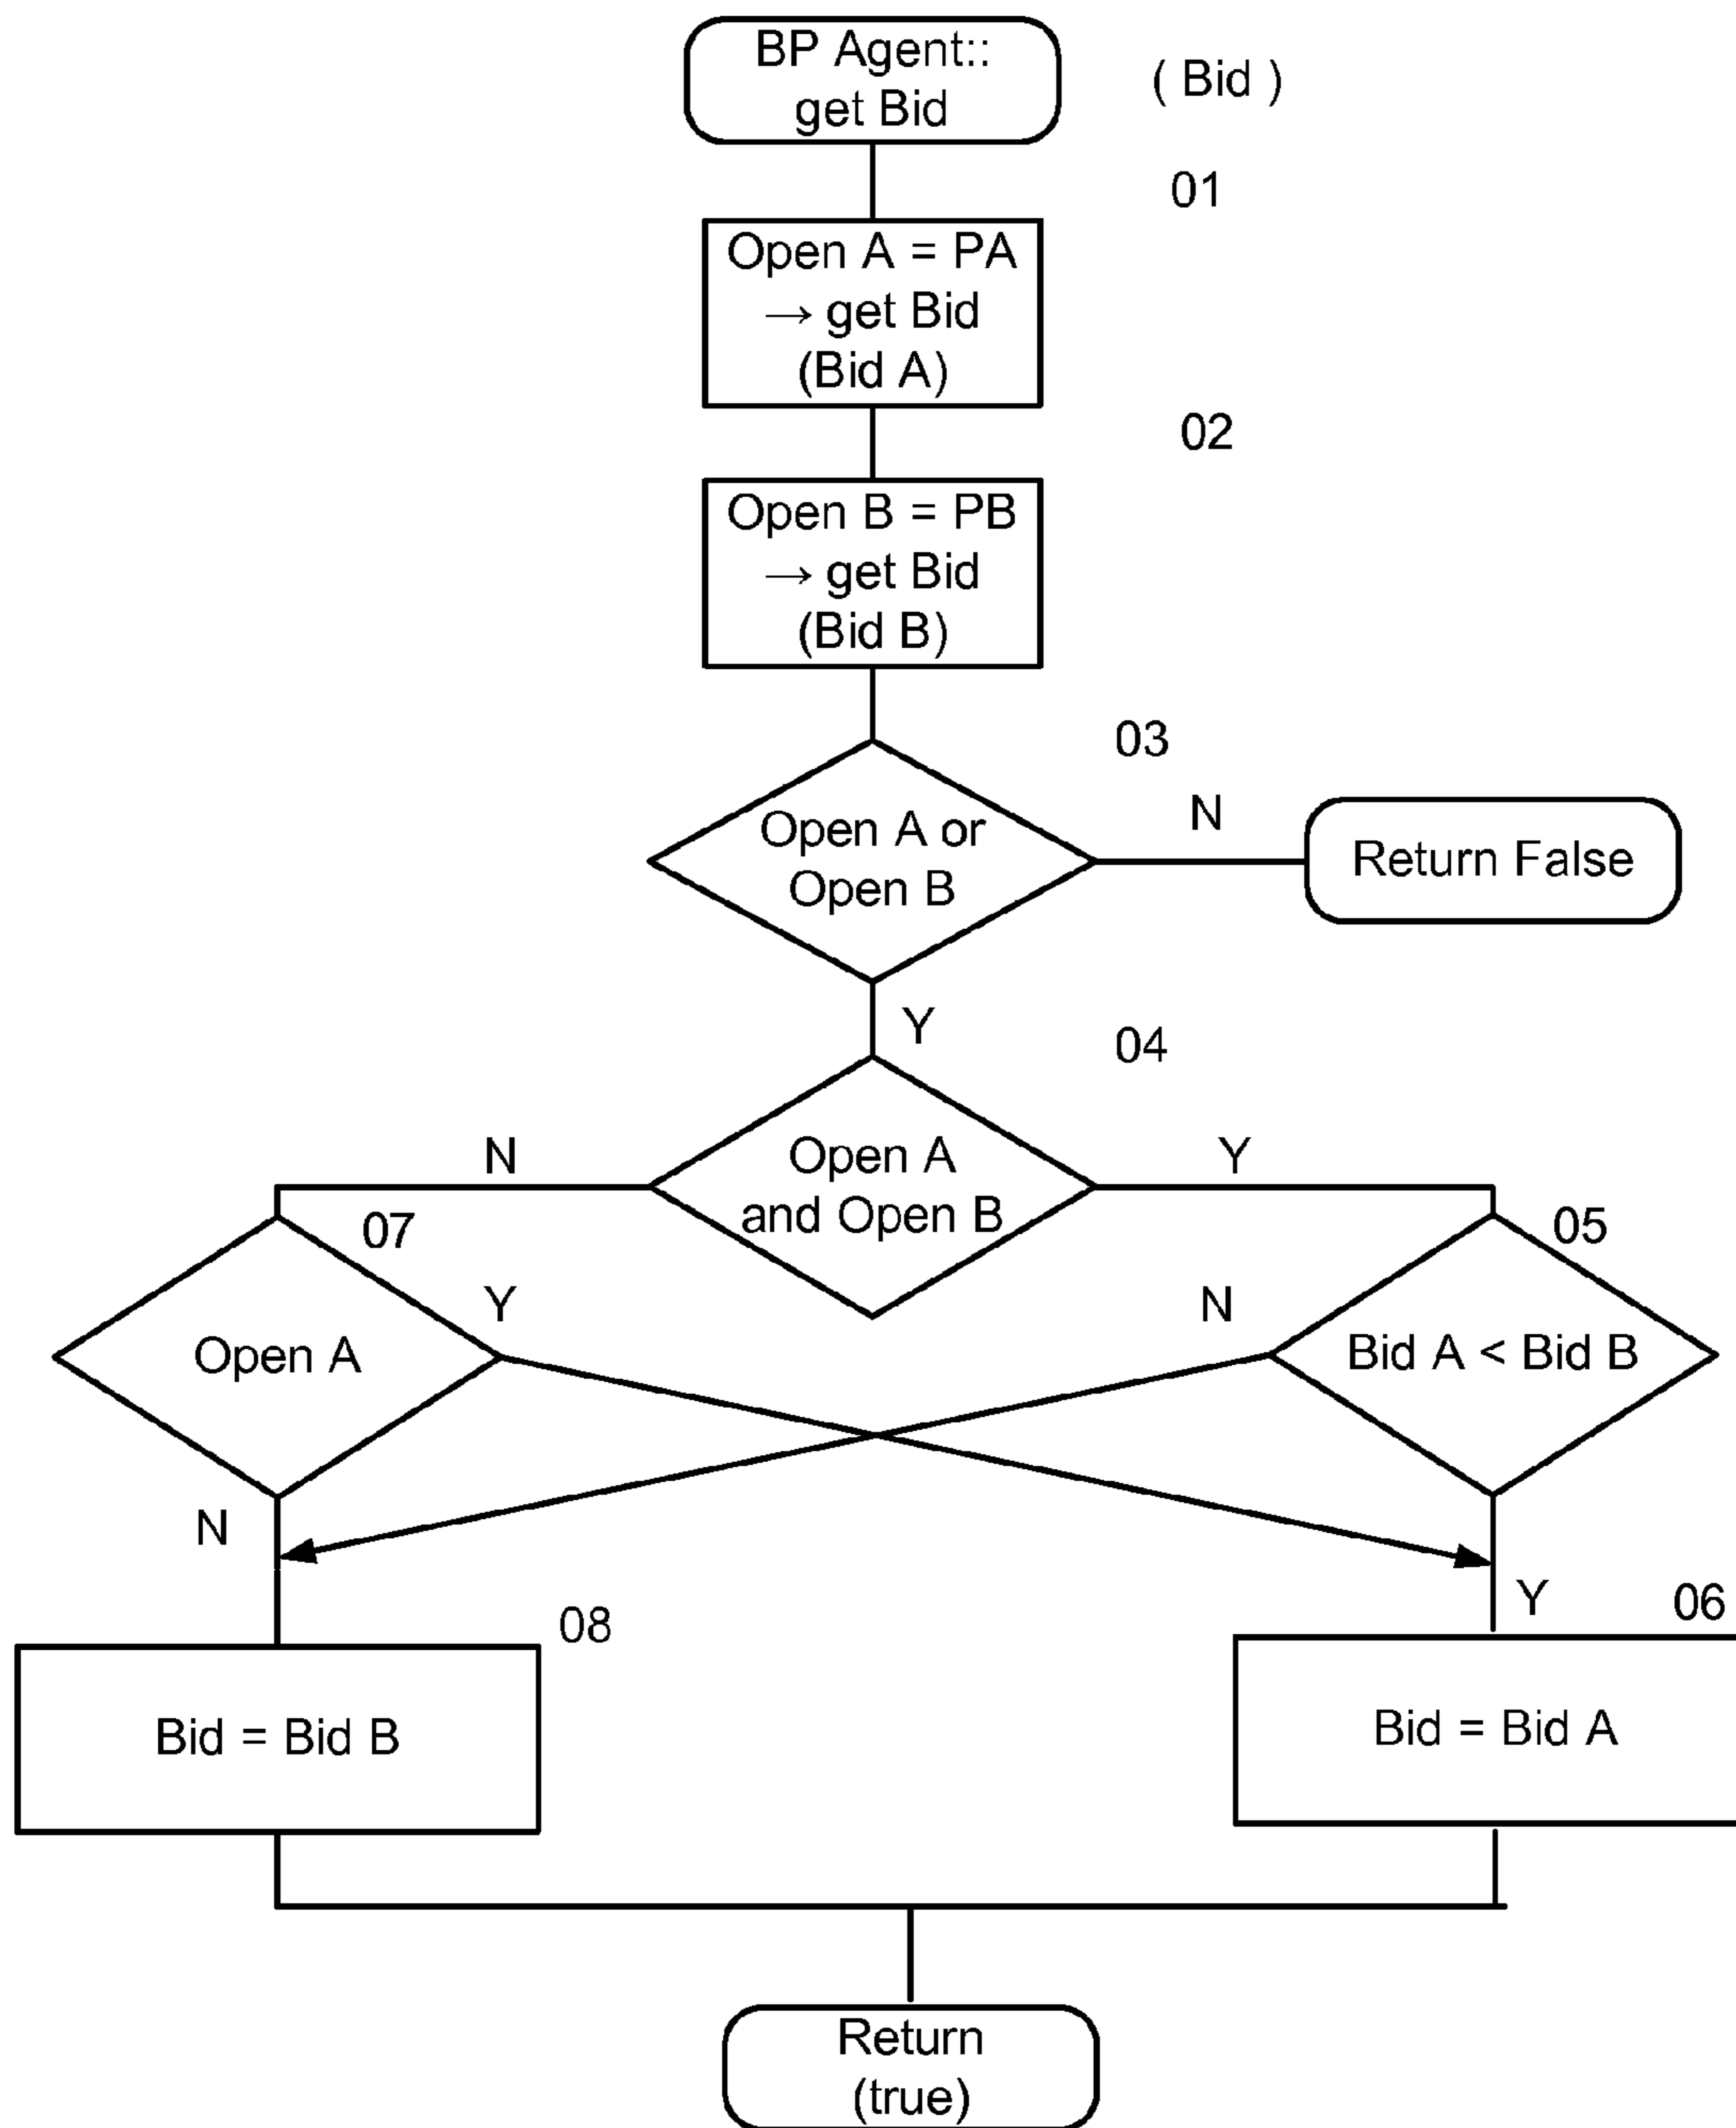 BP Agent::
get Bid
( Bid )
01
Open A = PA
→ get Bid
(Bid A)
02
Open B = PB
→ get Bid
(Bid B)
03
Open A or
Open B
N
Return False
Y
04
Open A
and Open B
N
Y
07
Open A
Y
N
05
Bid A < Bid B
N
Y
08
Bid = Bid B
06
Bid = Bid A
Return
(true)